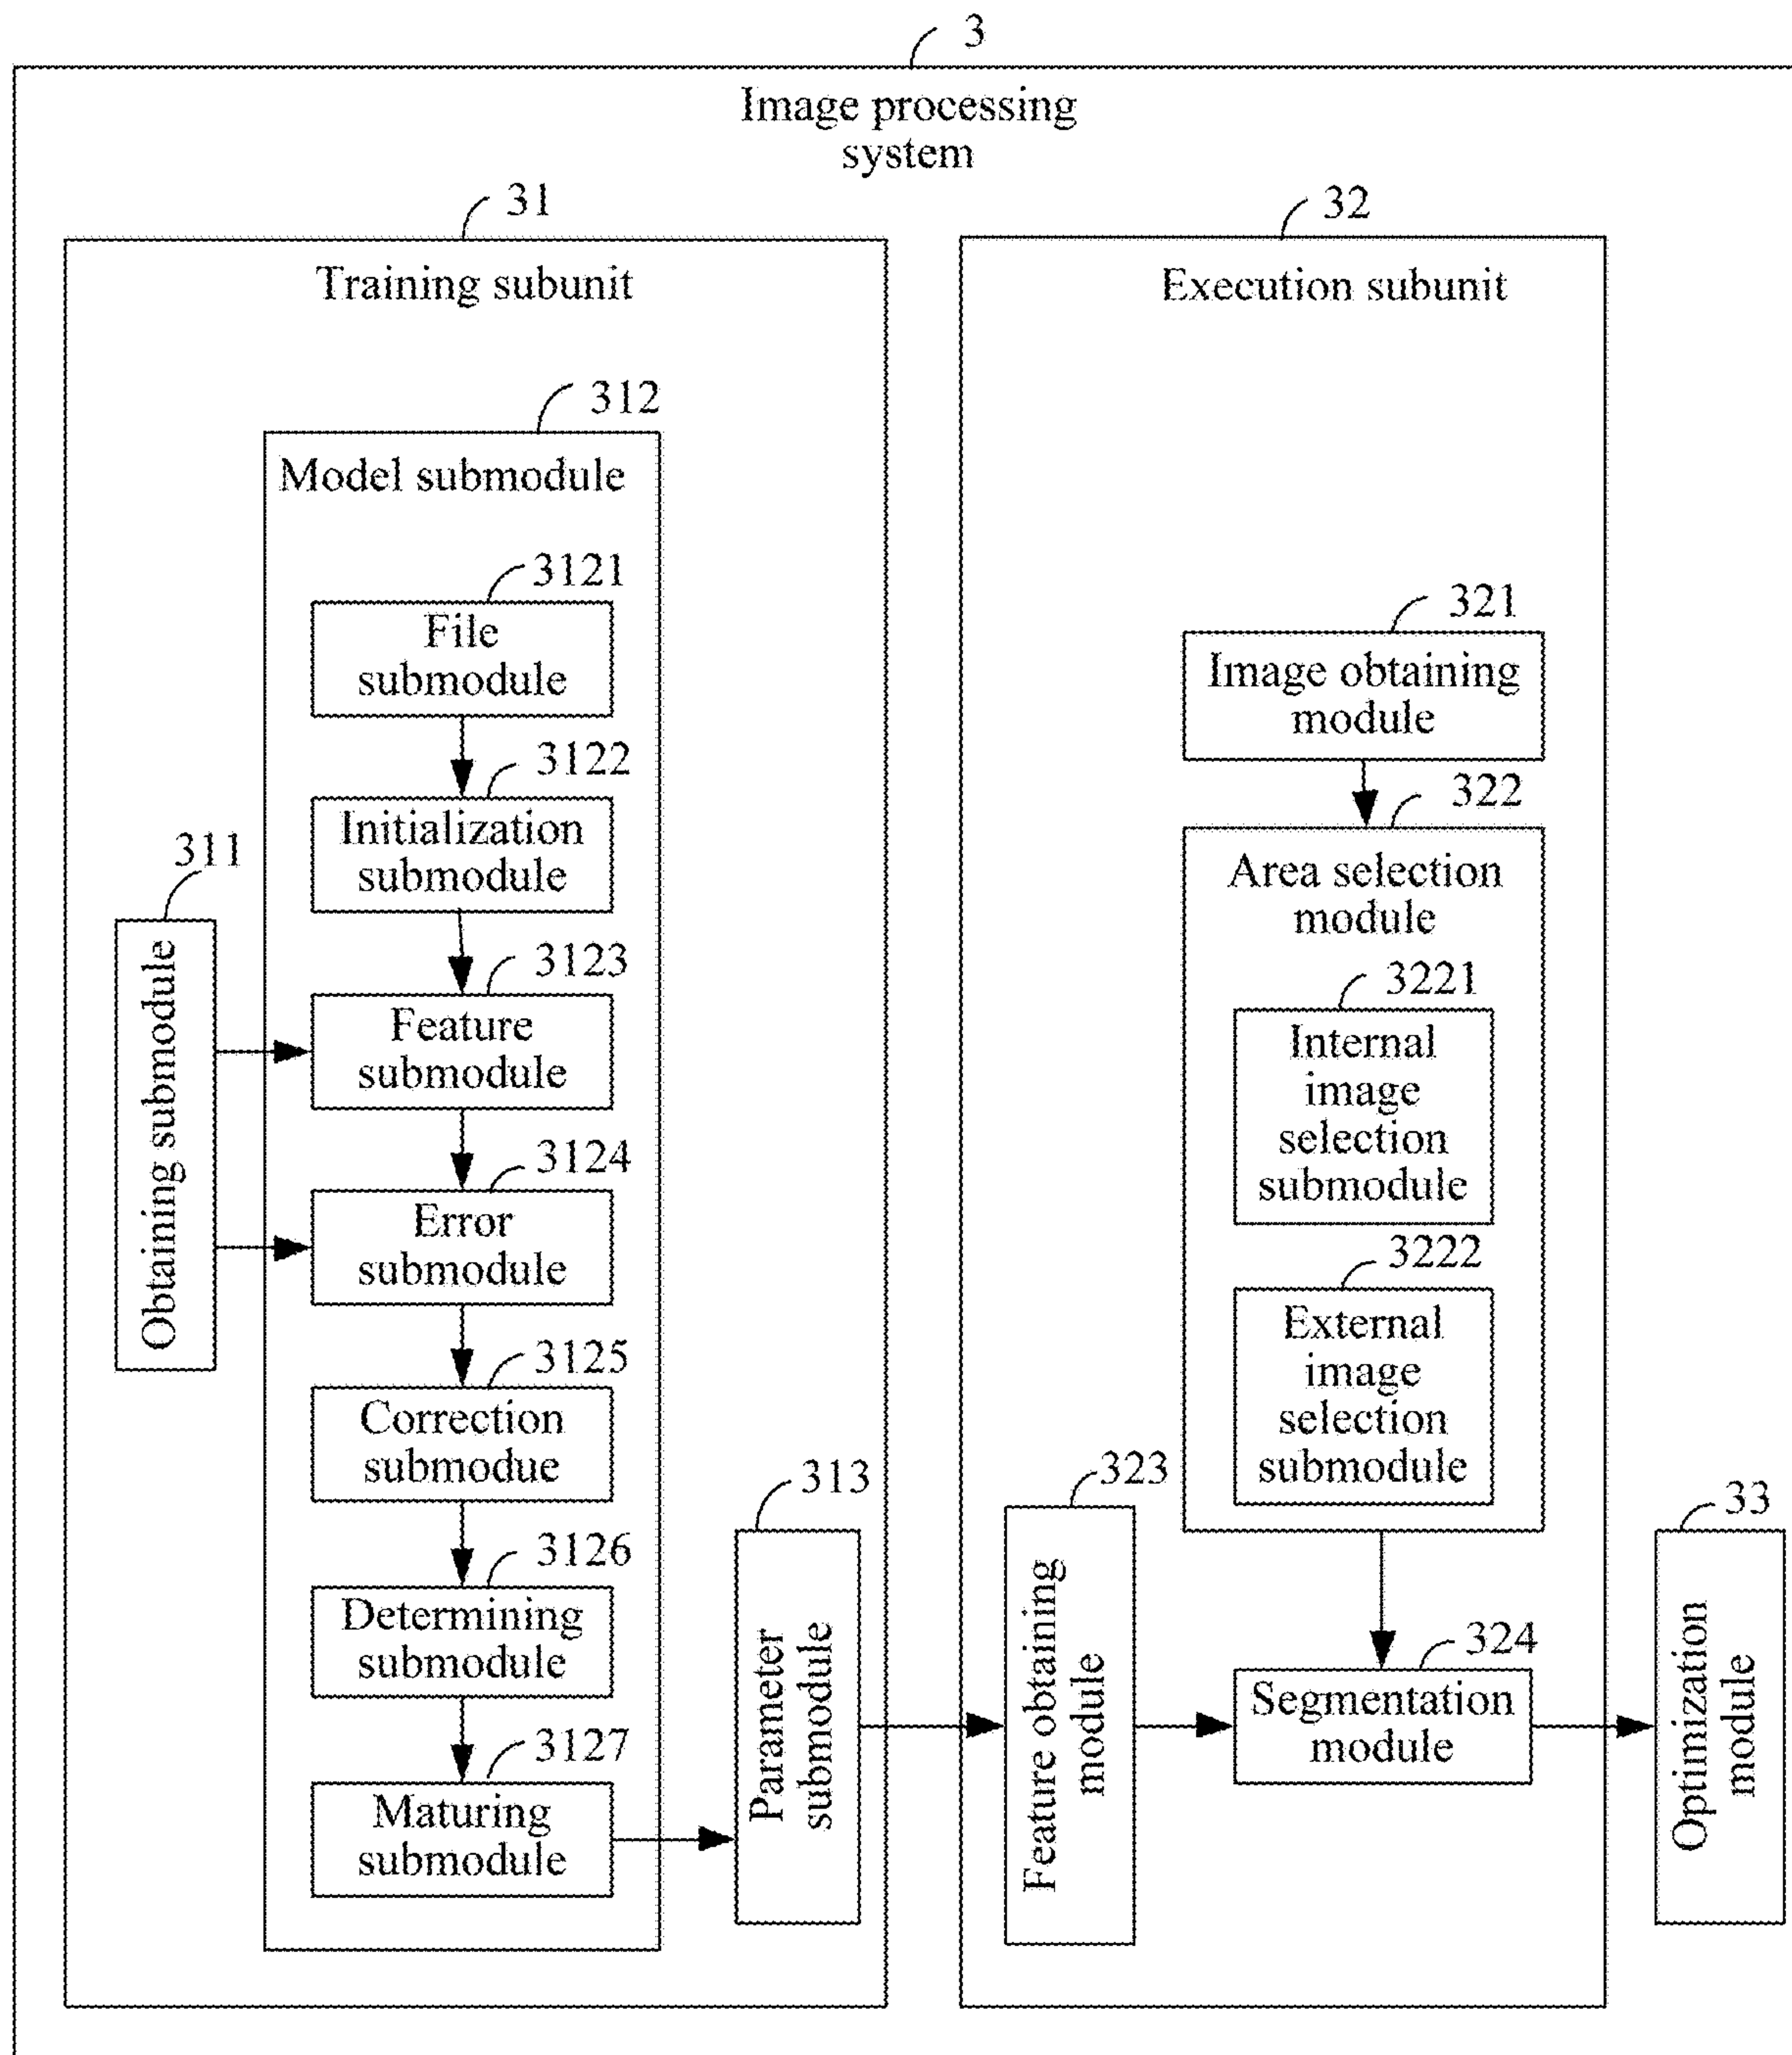 3
Image processing
system
31
Training subunit
312
Model submodule
3121
File
submodule
3122
Initialization
submodule
311
Obtaining submodule
3123
Feature
submodule
3124
Error
submodule
3125
Correction
submodue
3126
Determining
submodule
3127
Maturing
submodule
313
Parameter
submodule
32
Execution subunit
321
Image obtaining
module
322
Area selection
module
3221
Internal
image
selection
submodule
3222
External
image
selection
submodule
323
Feature obtaining
module
324
Segmentation
module
33
Optimization
module